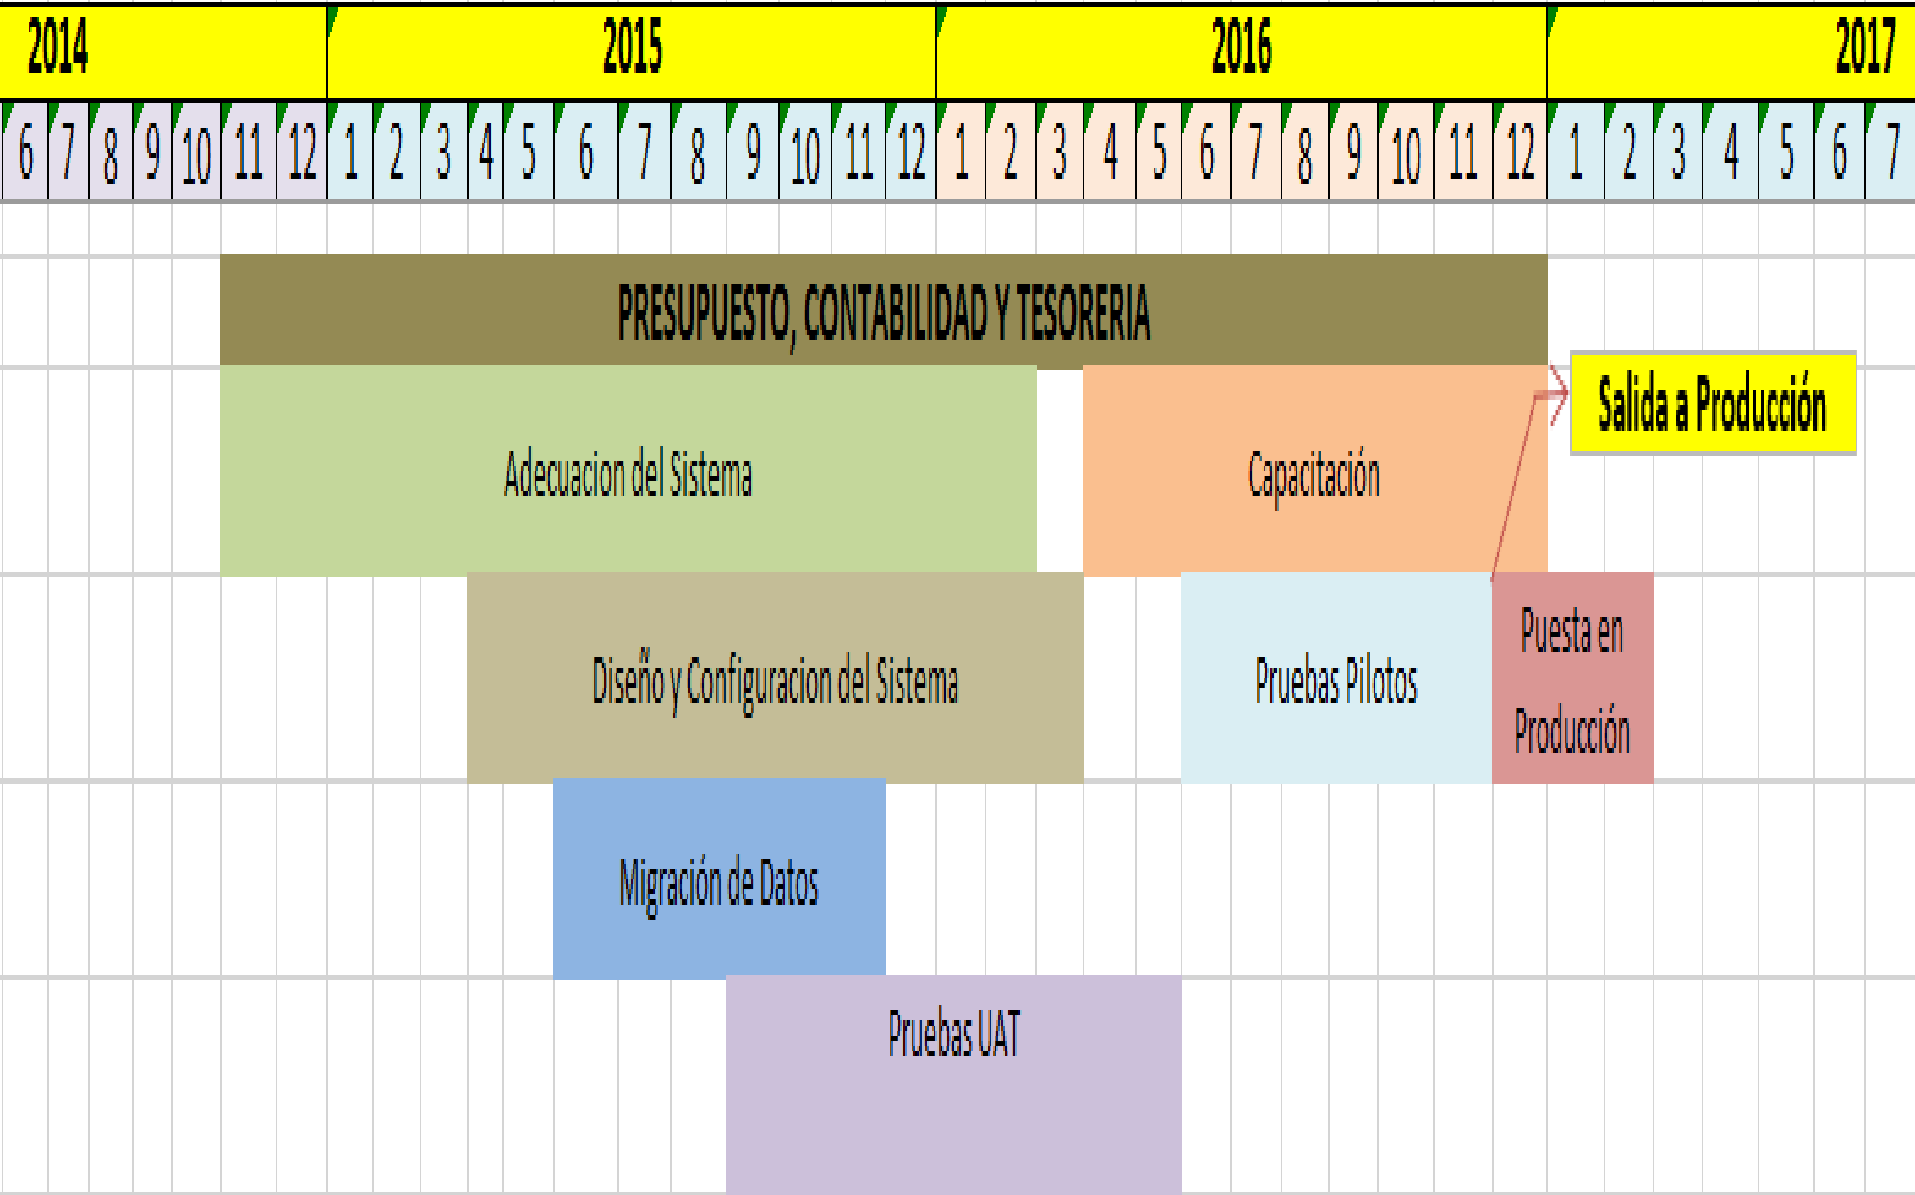 2014 2015 2016 2017
6 7 8 9 10 11 12 1 2 3 4 5 6 7 8 9 10 11 12 1 2 3 4 5 6 7 8 9 10 11 12 1 2 3 4 5 6 7
PRESUPUESTO, CONTABILIDAD Y TESORERIA
Salida a Producción
Adecuacion del Sistema
Capacitación
Diseño y Configuracion del Sistema
Pruebas Pilotos
Puesta en
Producción
Migración de Datos
Pruebas UAT